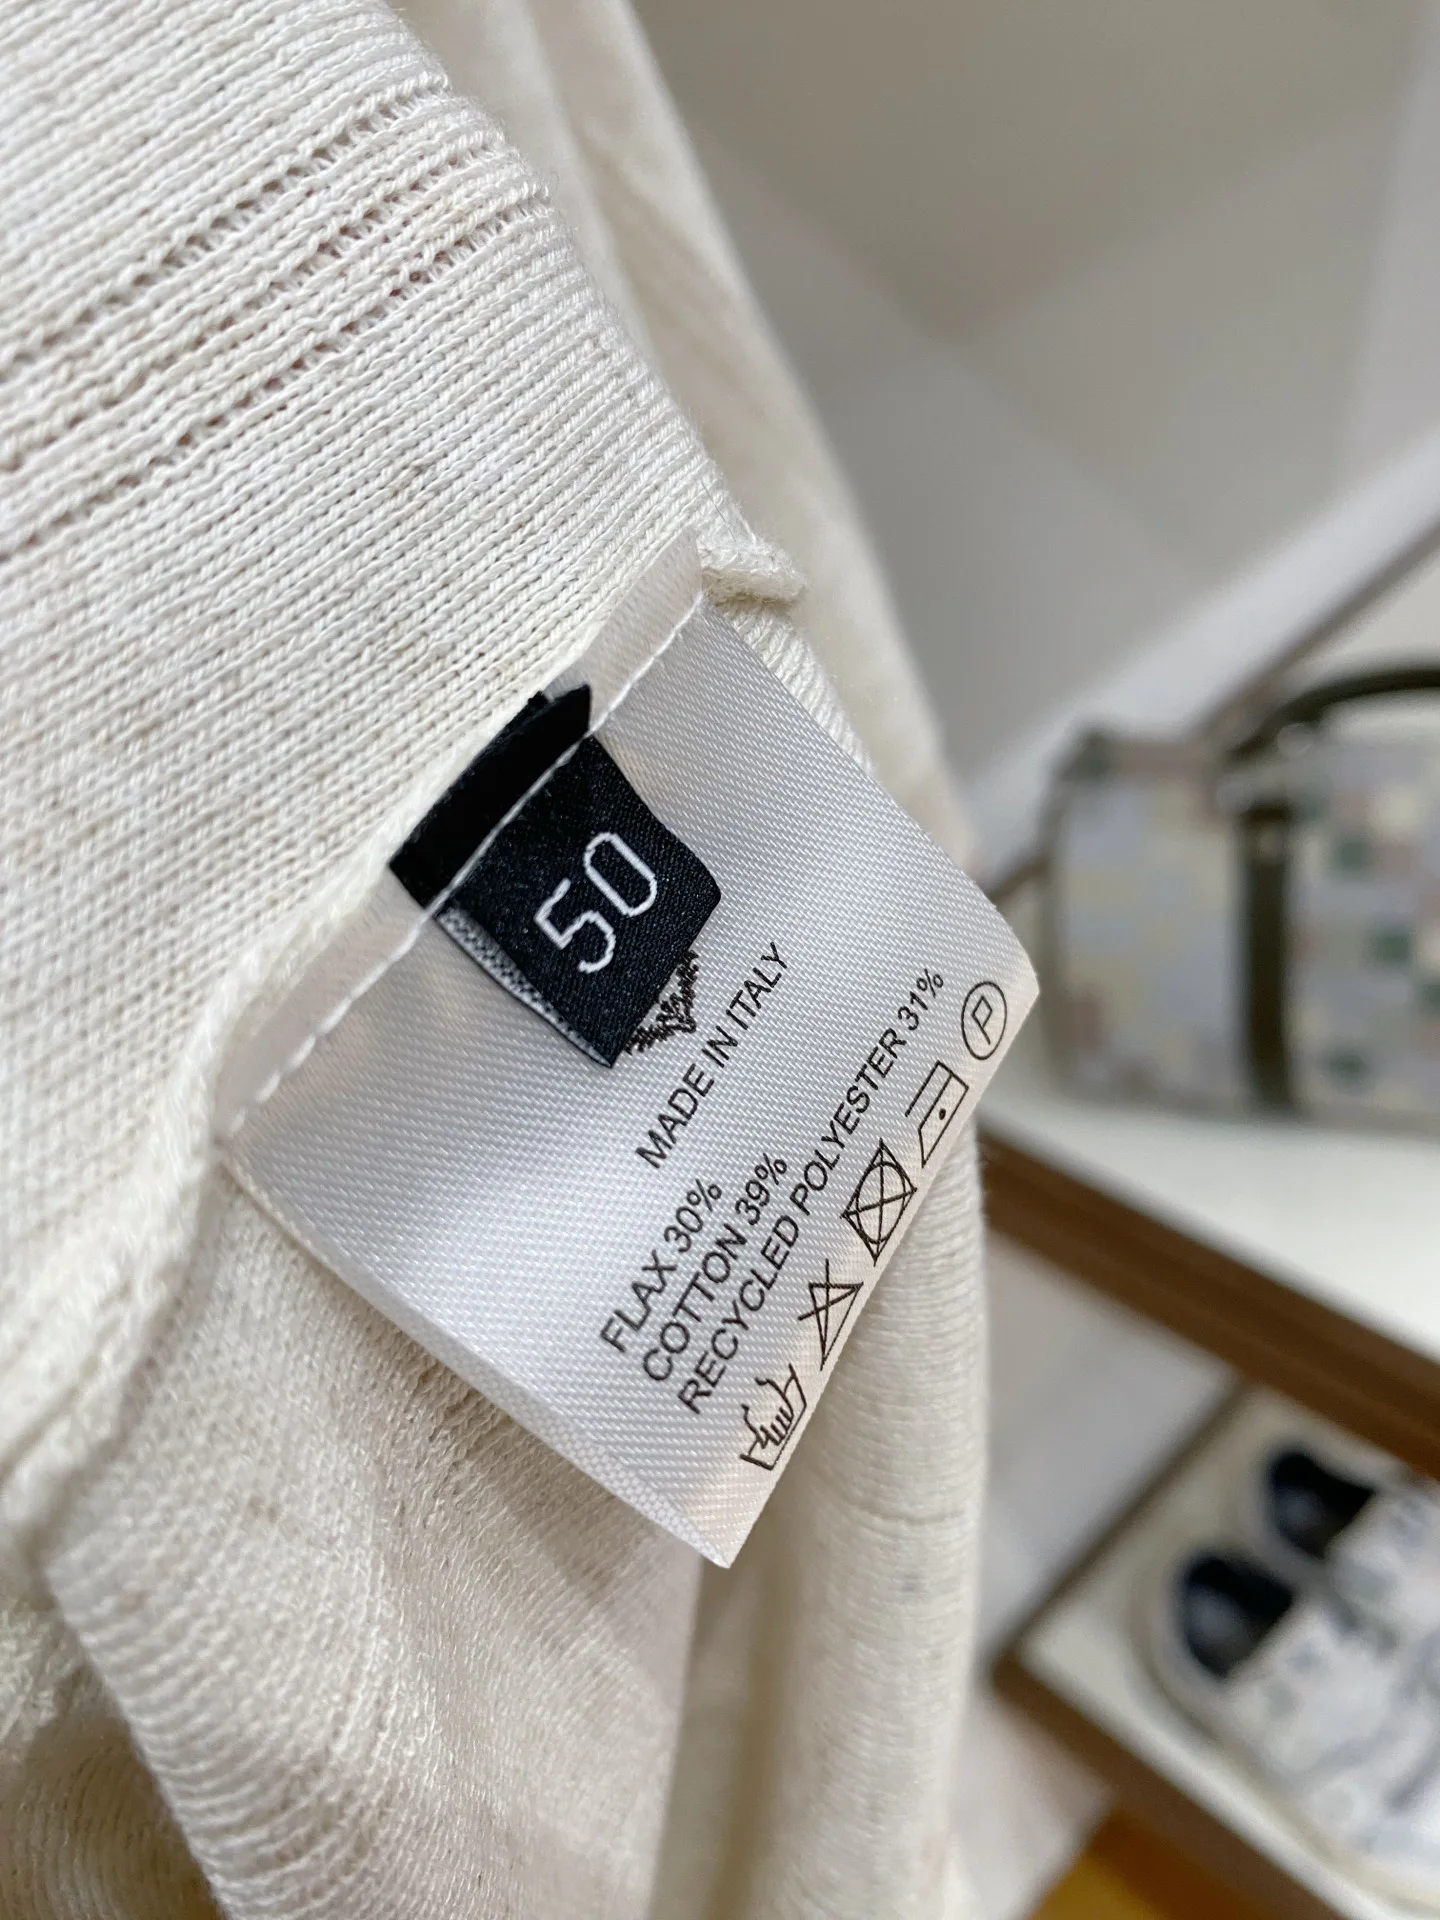 50
MADE IN ITALY
FLAX 30%
COTTON 39%
RECYCLED POLYESTER 31%
P